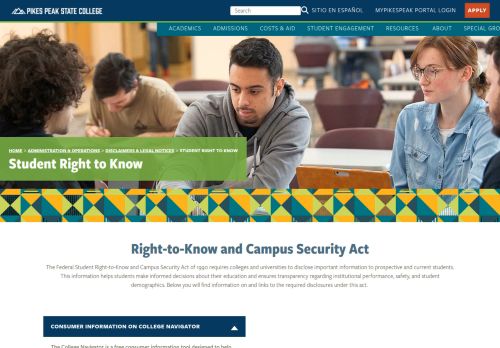 PIKES PEAK STATE COLLEGE
Search
SITIO EN ESPAÑOL
MYPIKESPEAK PORTAL LOGIN
APPLY
ACADEMICS ADMISSIONS COSTS & AID STUDENT ENGAGEMENT RESOURCES ABOUT SPECIAL GRO
HOME > ADMINISTRATION & OPERATIONS > DISCLAIMERS & LEGAL NOTICES > STUDENT RIGHT TO KNOW
Student Right to Know
Right-to-Know and Campus Security Act
The Federal Student Right-to-Know and Campus Security Act of 1990 requires colleges and universities to disclose important information to prospective and current students.
This information helps students make informed decisions about their education and ensures transparency regarding institutional performance, safety, and student
demographics. Below you will find information on and links to the required disclosures under this act.
CONSUMER INFORMATION ON COLLEGE NAVIGATOR
The College Navigator is a free consumer information tool designed to help